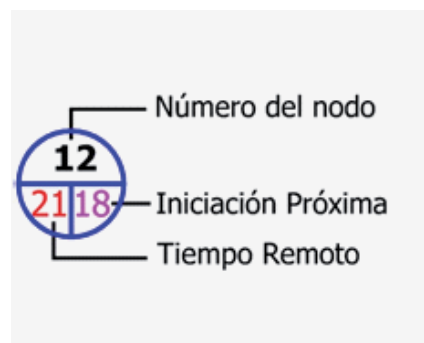 Número del nodo
12
21 18
Iniciación Próxima
Tiempo Remoto